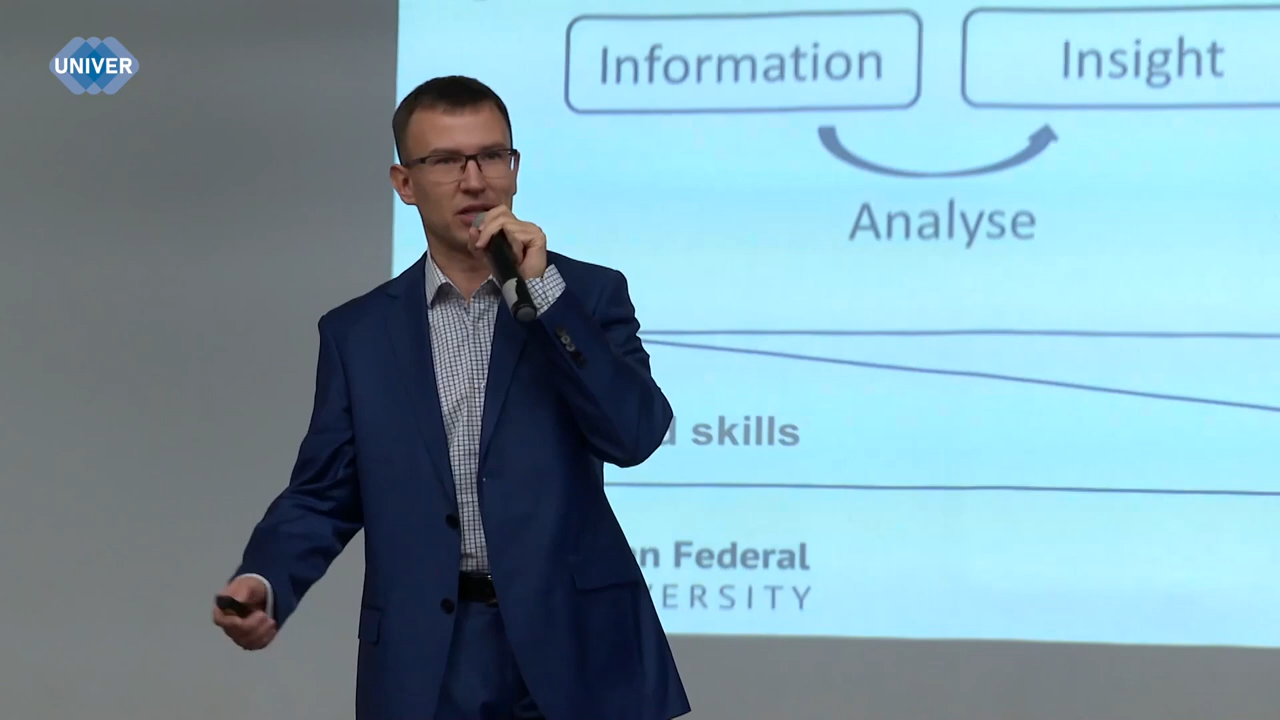 UNIVER
Information
Insight
Analyse
skills
Federal
ERSITY